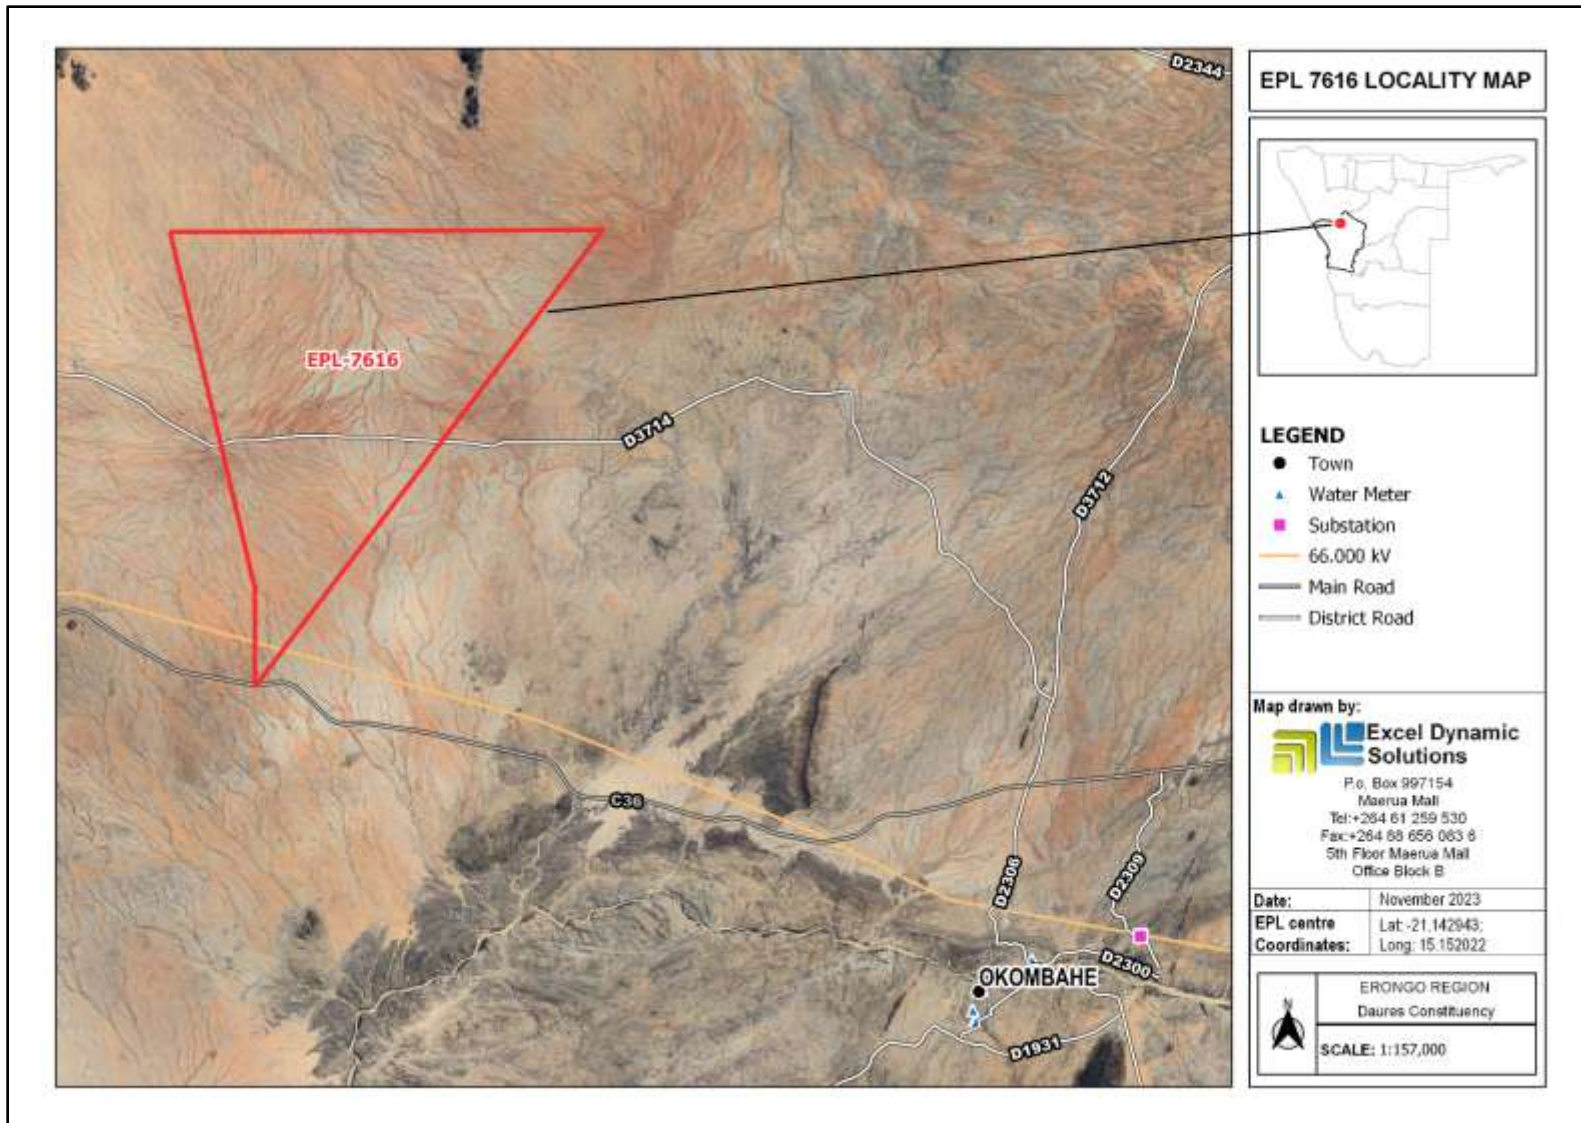 D2344
EPL 7616 LOCALITY MAP
EPL-7616
D3714
D3712
LEGEND
Town
Water Meter
Substation
66.000 kV
Main Road
District Road
Map drawn by:
Excel Dynamic
Solutions
P.o. Box 997154
Maerua Mall
Tel:+264 61 259 530
Fax:+264 88 656 083 6
5th Floor Maerua Mall
Office Block B
C36
D2306
D2309
Date:
November 2023
EPL centre
Coordinates:
Lat: -21.142943;
Long: 15.152022
D2300
OKOMBAHE
D1931
N
ERONGO REGION
Daures Constituency
SCALE: 1:157,000